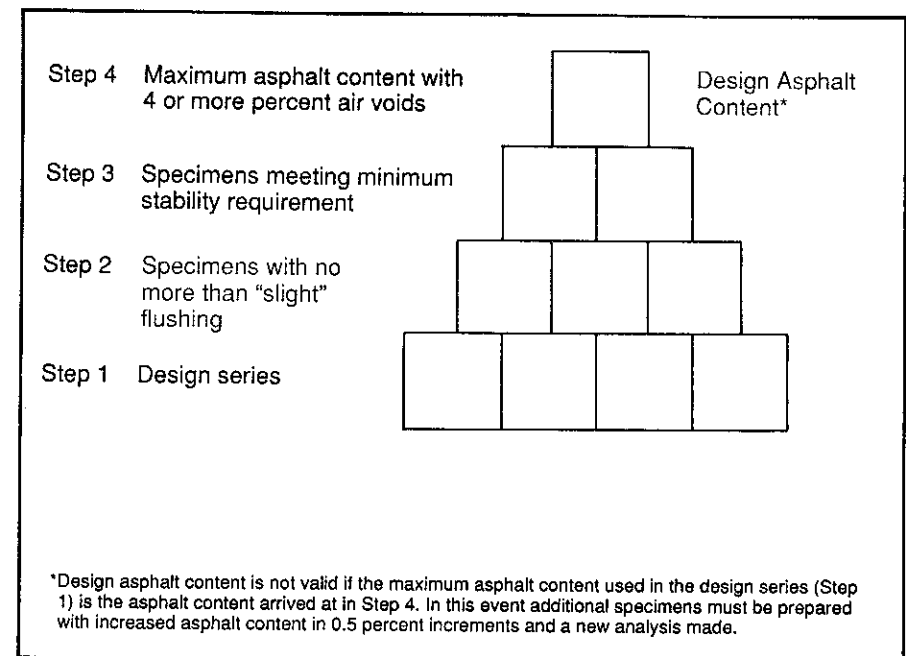 Step 4 Maximum asphalt content with
4 or more percent air voids
Design Asphalt
Content*
Step 3 Specimens meeting minimum
stability requirement
Step 2 Specimens with no
more than “slight”
flushing
Step 1 Design series
*Design asphalt content is not valid if the maximum asphalt content used in the design series (Step
1) is the asphalt content arrived at in Step 4. In this event additional specimens must be prepared
with increased asphalt content in 0.5 percent increments and a new analysis made.